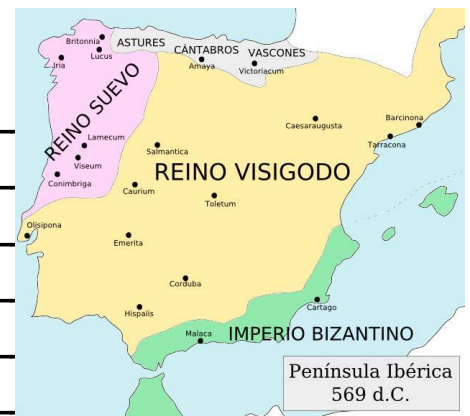 Britonnia
ASTURES
CÁNTABROS
VASCONES
Lucus
Iria
Amaya
Victoriacum
REINO SUEVO
Barcinona
Caesaraugusta
Tarracona
Lamecum
Salmantica
Viseum
REINO VISIGODO
Conimbriga
Caurium
Toletum
Olisipona
Emerita
Corduba
Cartago
Hispalis
Malaca
IMPERIO BIZANTINO
Península Ibérica
569 d.C.